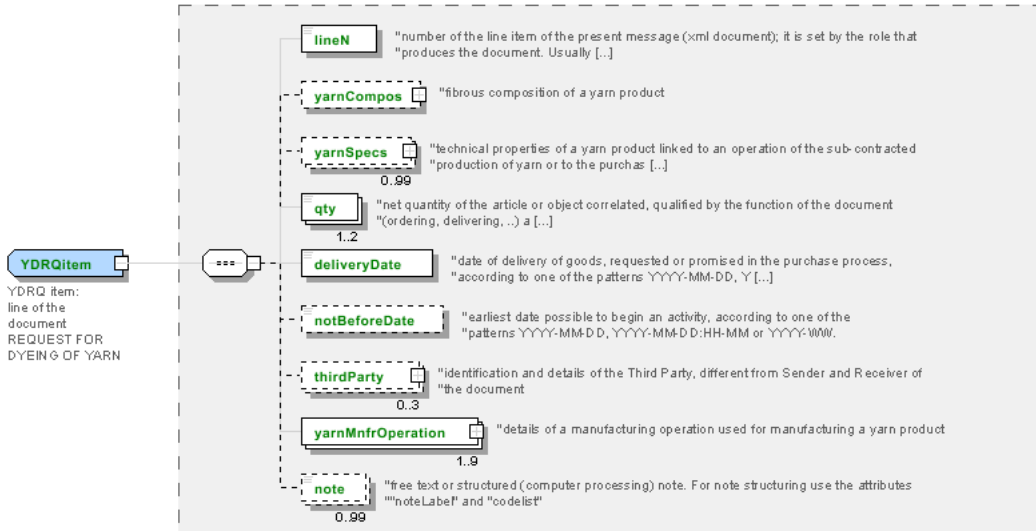 lineN
"number of the line item of the present message (xml document); it is set by the role that
"produces the document. Usually [...]
yarnCompos
"fibrous composition of a yarn product
yarnSpecs
"technical properties of a yarn product linked to an operation of the sub-contracted
"production of yarn or to the purchas [...]
0..99
qty
"net quantity of the article or object correlated, qualified by the function of the document
"(ordering, delivering, ..) a [...]
1..2
YDRQitem
YDRQ item:
line of the
document
REQUEST FOR
DYEING OF YARN
deliveryDate
"date of delivery of goods, requested or promised in the purchase process,
"according to one of the patterns YYYY-MM-DD, Y [...]
notBeforeDate
"earliest date possible to begin an activity, according to one of the
"patterns YYYY-MM-DD, YYYY-MM-DD:HH-MM or YYYY-WW.
thirdParty
"identification and details of the Third Party, different from Sender and Receiver of
"the document
0..3
yarnMnfrOperation
"details of a manufacturing operation used for manufacturing a yarn product
1..9
note
"free text or structured (computer processing) note. For note structuring use the attributes
""noteLabel" and "codelist"
0..99